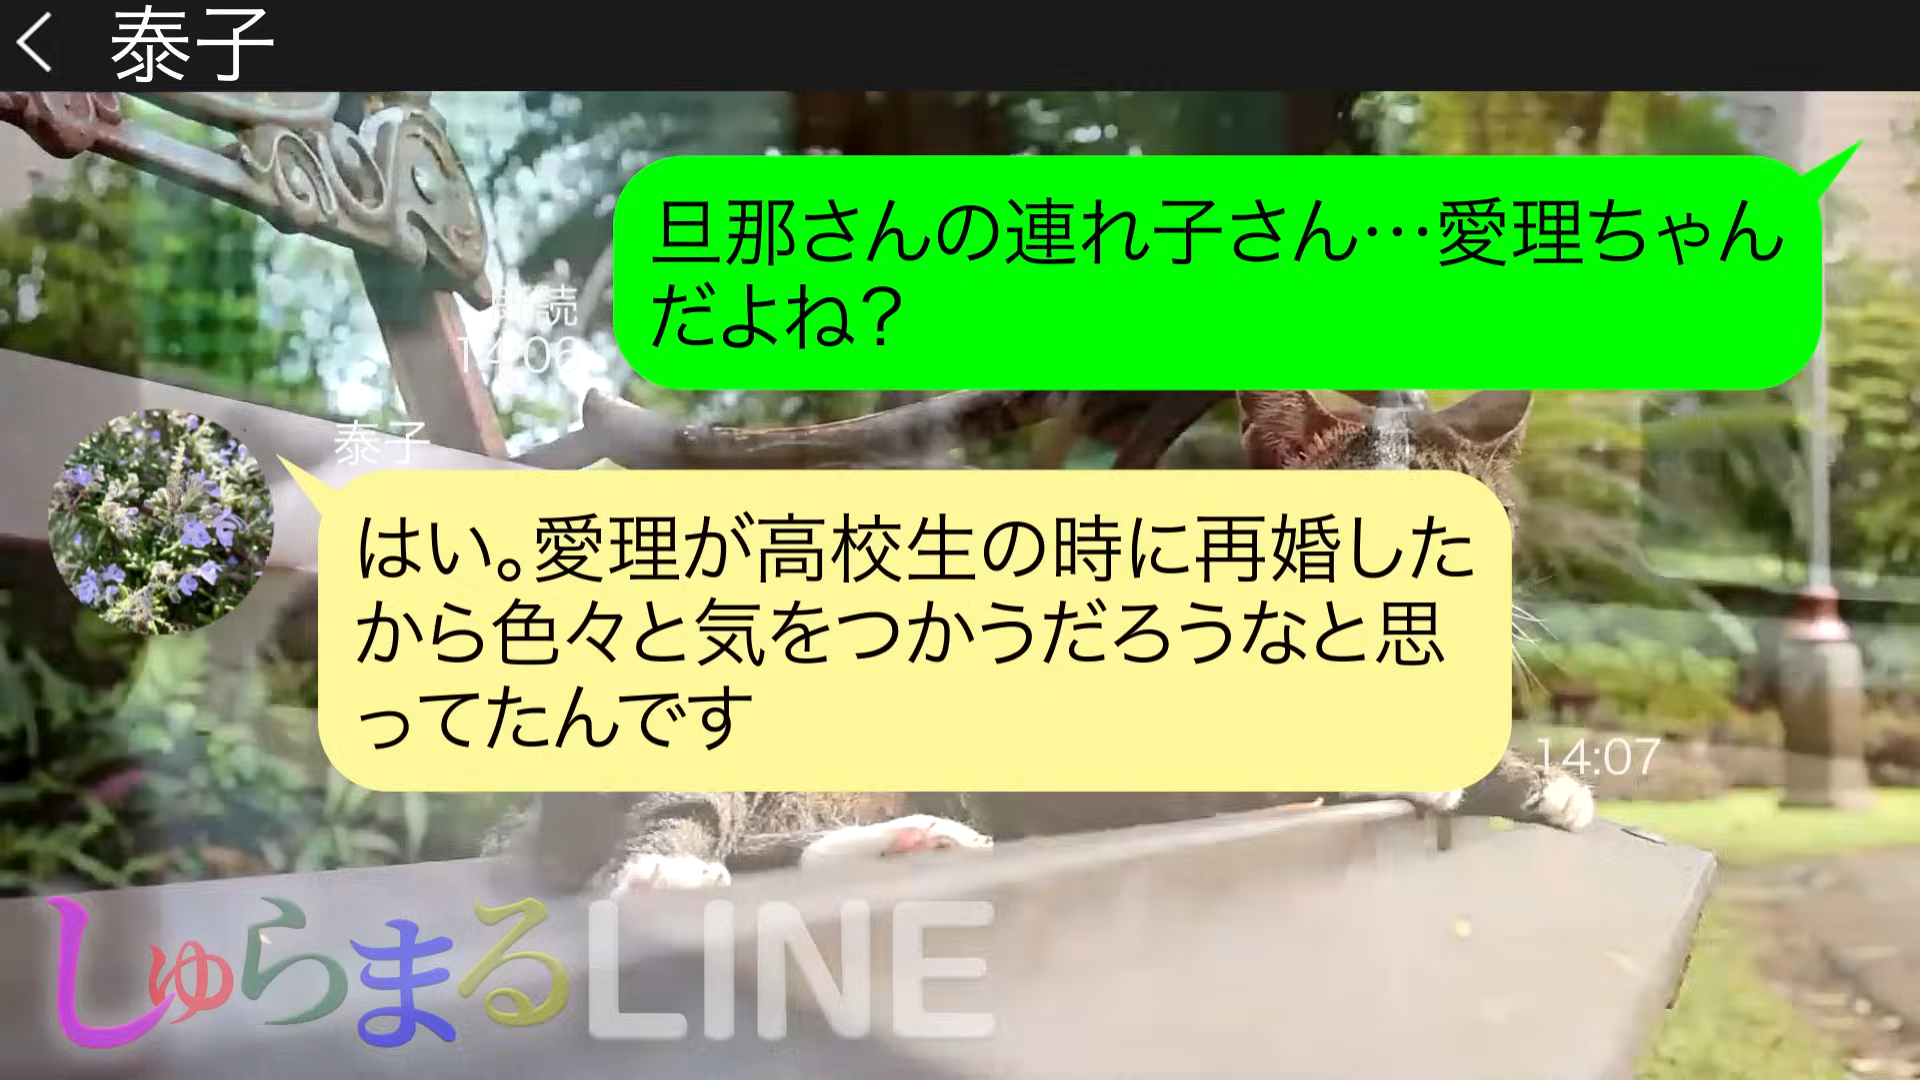 泰子
旦那さんの連れ子さん…愛理ちゃん
だよね？
既読
14:06
泰子
はい。愛理が高校生の時に再婚した
から色々と気をつかうだろうなと思
ってたんです
14:07
しゅらまるLINE